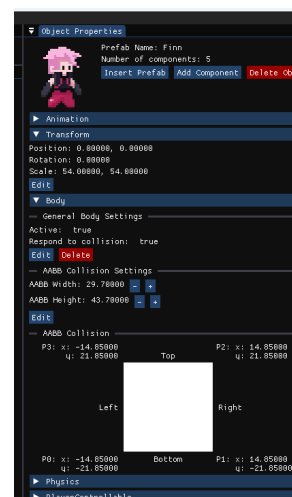 Object Properties
Prefab Name: Finn
Number of components: 5
Insert Prefab Add Component Delete Ob
Animation
Transform
Position: 0.00000, 0.00000
Rotation: 0.00000
Scale: 54.00000, 54.00000
Edit
Body
General Body Settings
Active: true
Respond to collision: true
Edit Delete
AABB Collision Settings
AABB Width: 29.70000 - +
AABB Height: 43.70000 - +
Edit
AABB Collision
P3: x: -14.85000 P2: x: 14.85000
y: 21.85000 Top y: 21.85000
Left Right
P0: x: -14.85000 Bottom P1: x: 14.85000
y: -21.85000 y: -21.85000
Physics
PlayerControllable